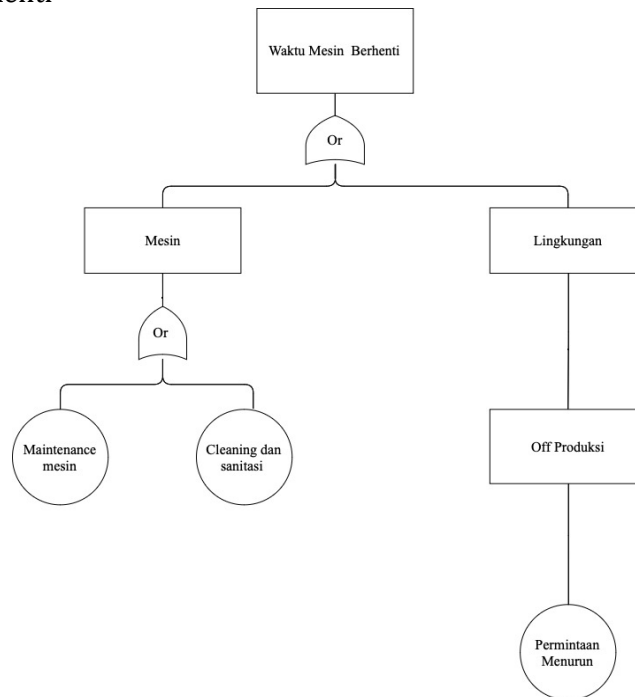 Waktu Mesin Berhenti
Or
Mesin
Lingkungan
Or
Maintenance
mesin
Cleaning dan
sanitasi
Off Produksi
Permintaan
Menurun